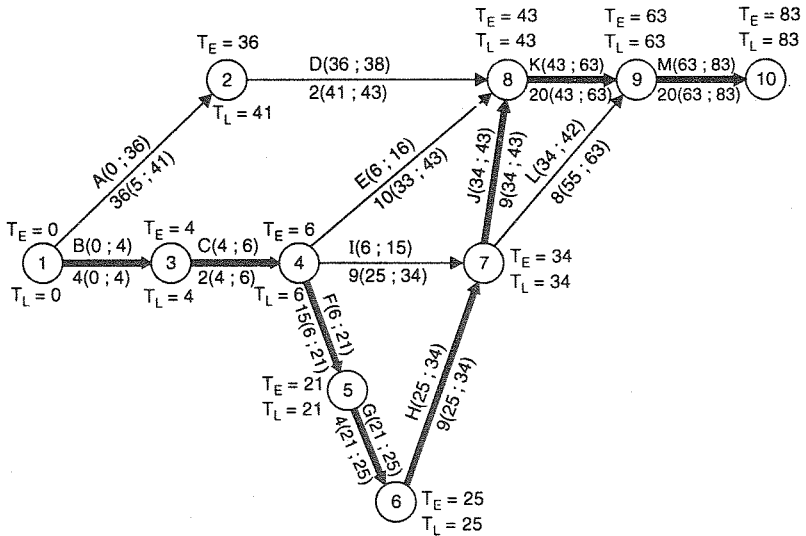 T_E = 43
T_L = 43
T_E = 63
T_L = 63
T_E = 83
T_L = 83
T_E = 36
2
T_L = 41
D(36 ; 38)
2(41 ; 43)
8
K(43 ; 63)
20(43 ; 63)
9
M(63 ; 83)
20(63 ; 83)
10
A(0 ; 36)
36(5 ; 41)
E(6 ; 16)
10(33 ; 43)
J(34 ; 43)
9(34 ; 43)
L(34 ; 42)
8(55 ; 63)
T_E = 0
1
T_L = 0
B(0 ; 4)
4(0 ; 4)
T_E = 4
3
T_L = 4
C(4 ; 6)
2(4 ; 6)
T_E = 6
4
T_L = 6
I(6 ; 15)
9(25 ; 34)
7
T_E = 34
T_L = 34
F(6 ; 21)
15(6 ; 21)
T_E = 21
T_L = 21
5
G(21 ; 25)
4(21 ; 25)
H(25 ; 34)
9(25 ; 34)
6
T_E = 25
T_L = 25